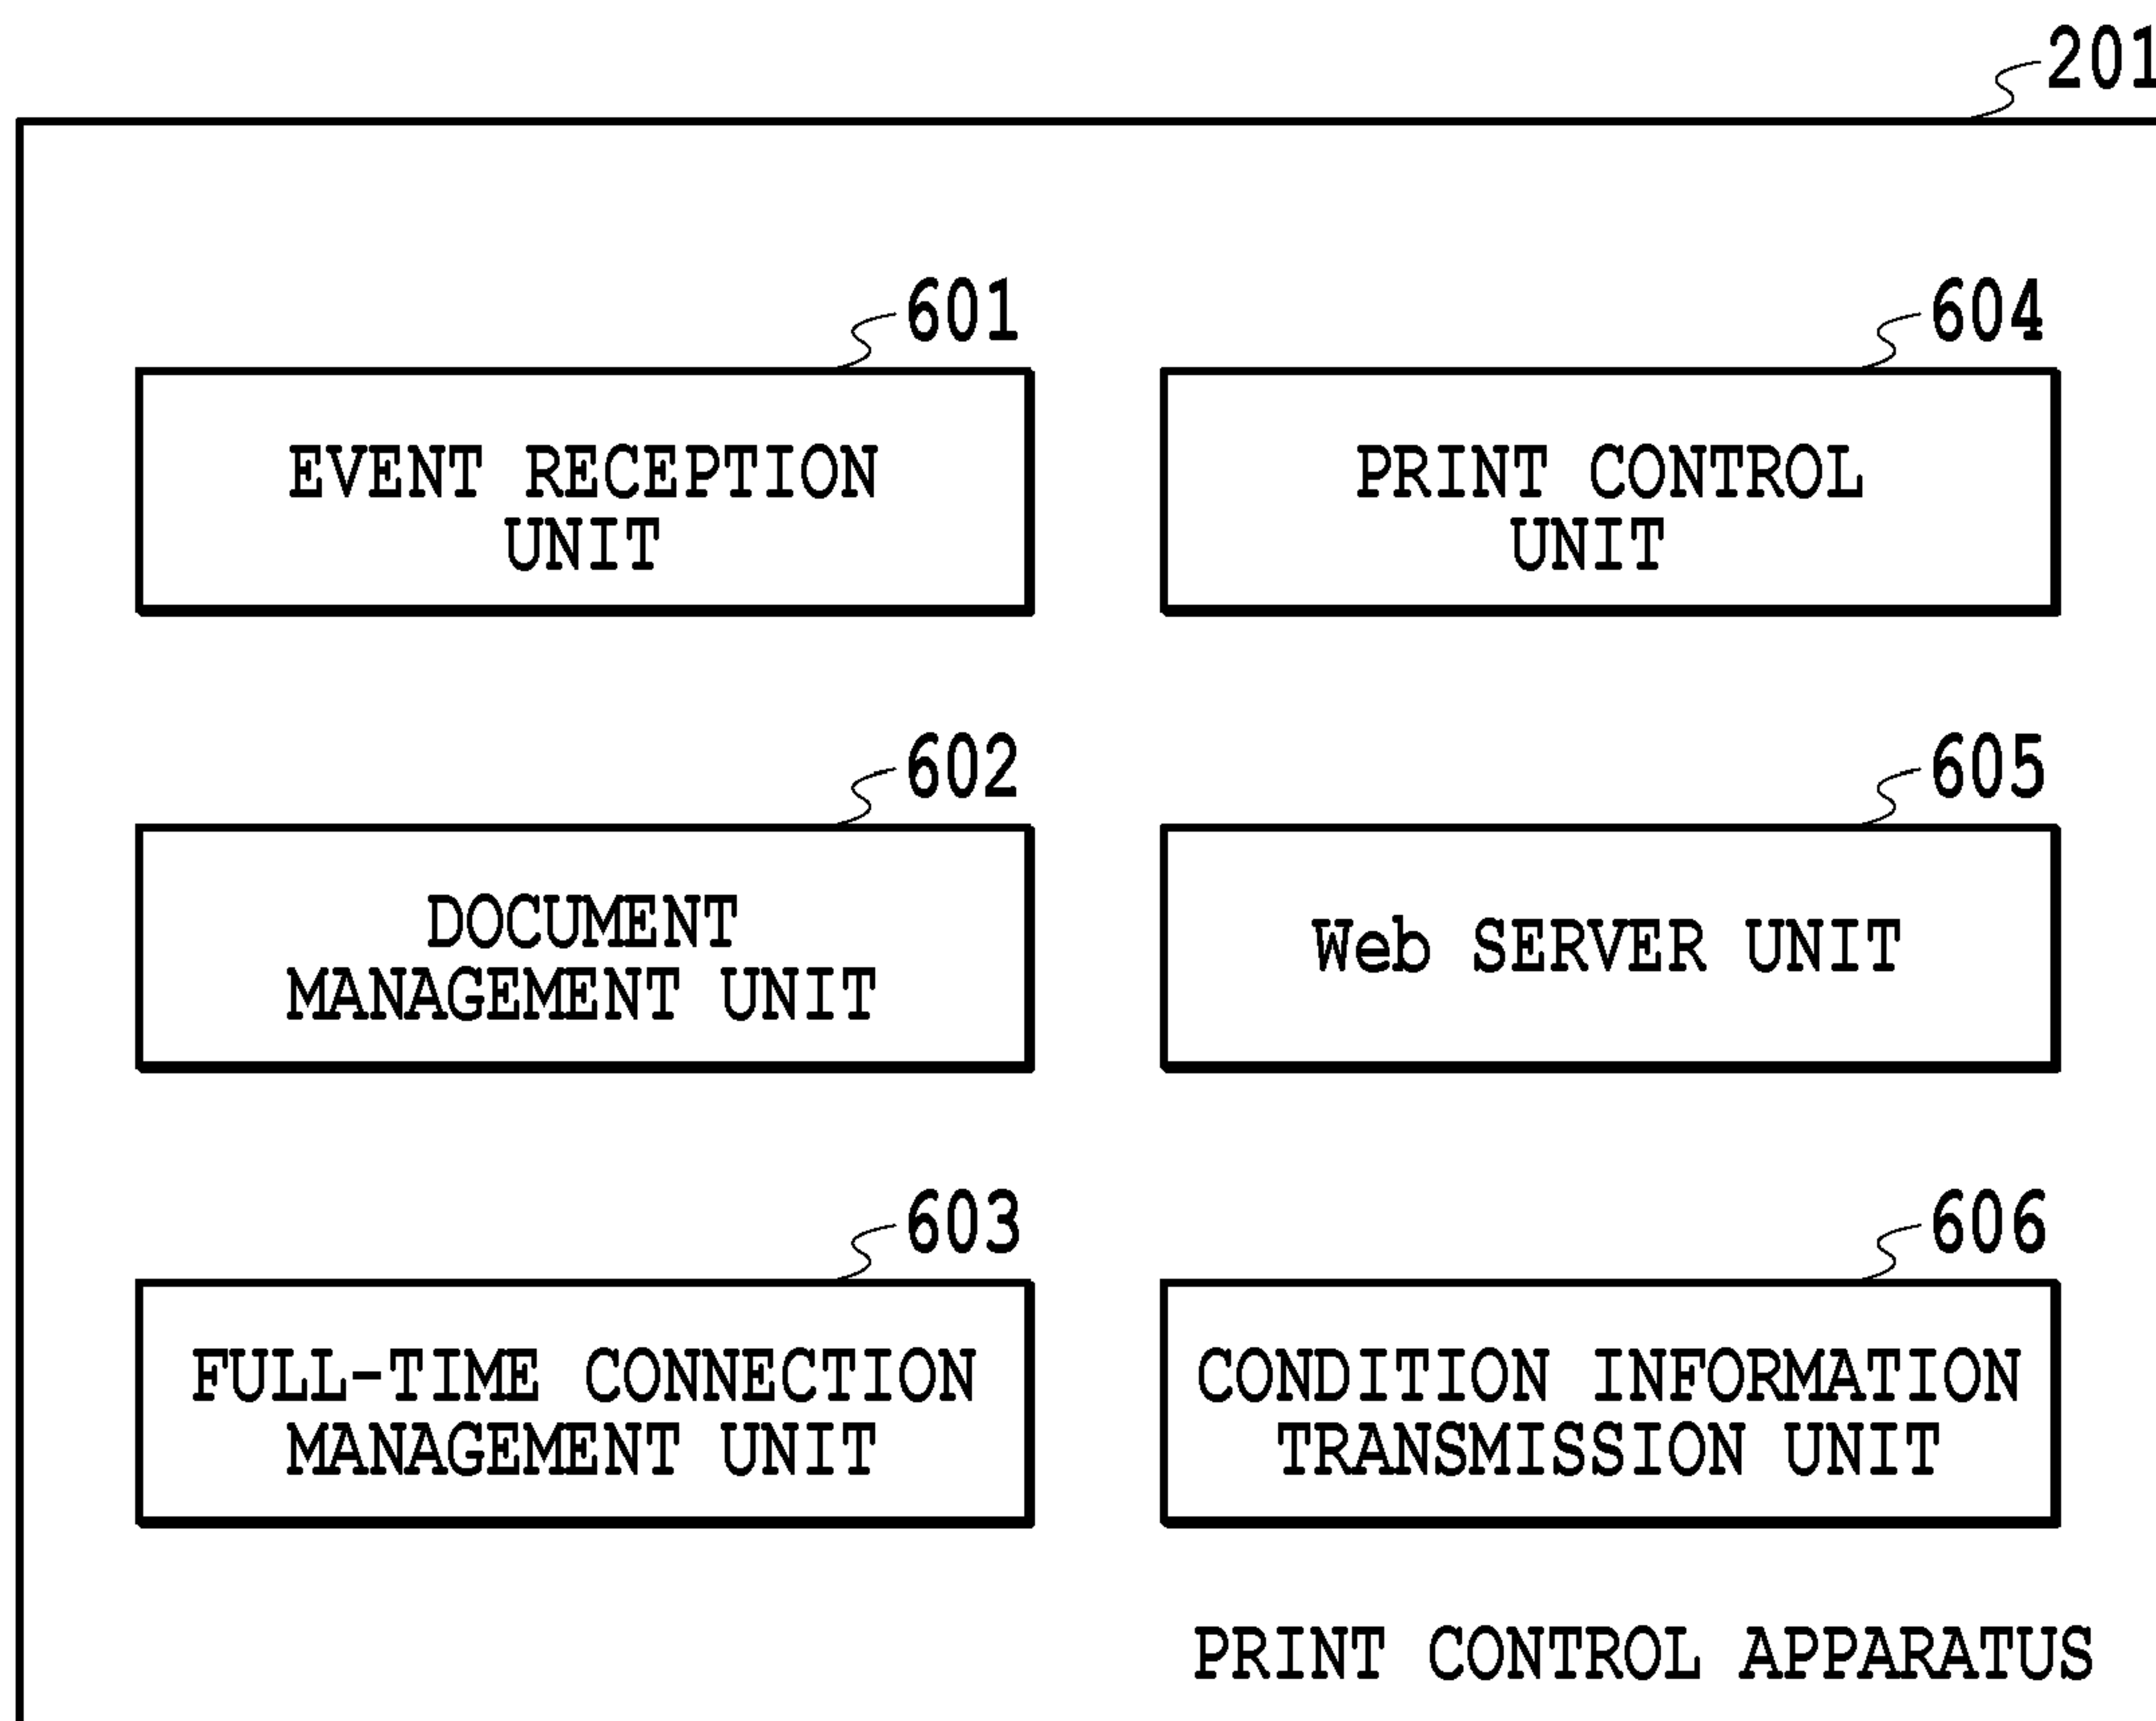 201
601
EVENT RECEPTION
UNIT
604
PRINT CONTROL
UNIT
602
DOCUMENT
MANAGEMENT UNIT
605
Web SERVER UNIT
603
FULL-TIME CONNECTION
MANAGEMENT UNIT
606
CONDITION INFORMATION
TRANSMISSION UNIT
PRINT CONTROL APPARATUS